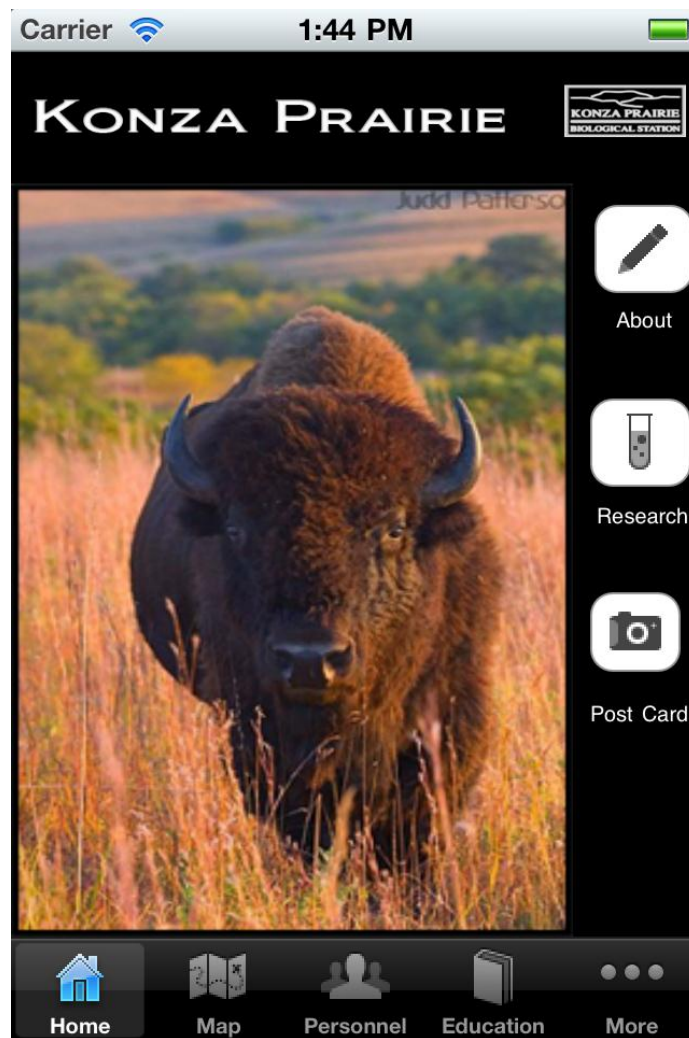 Carrier 1:44 PM
KONZA PRAIRIE
KONZA PRAIRIE
BIOLOGICAL STATION
Judd Patterso
About
Research
Post Card
Home Map Personnel Education More